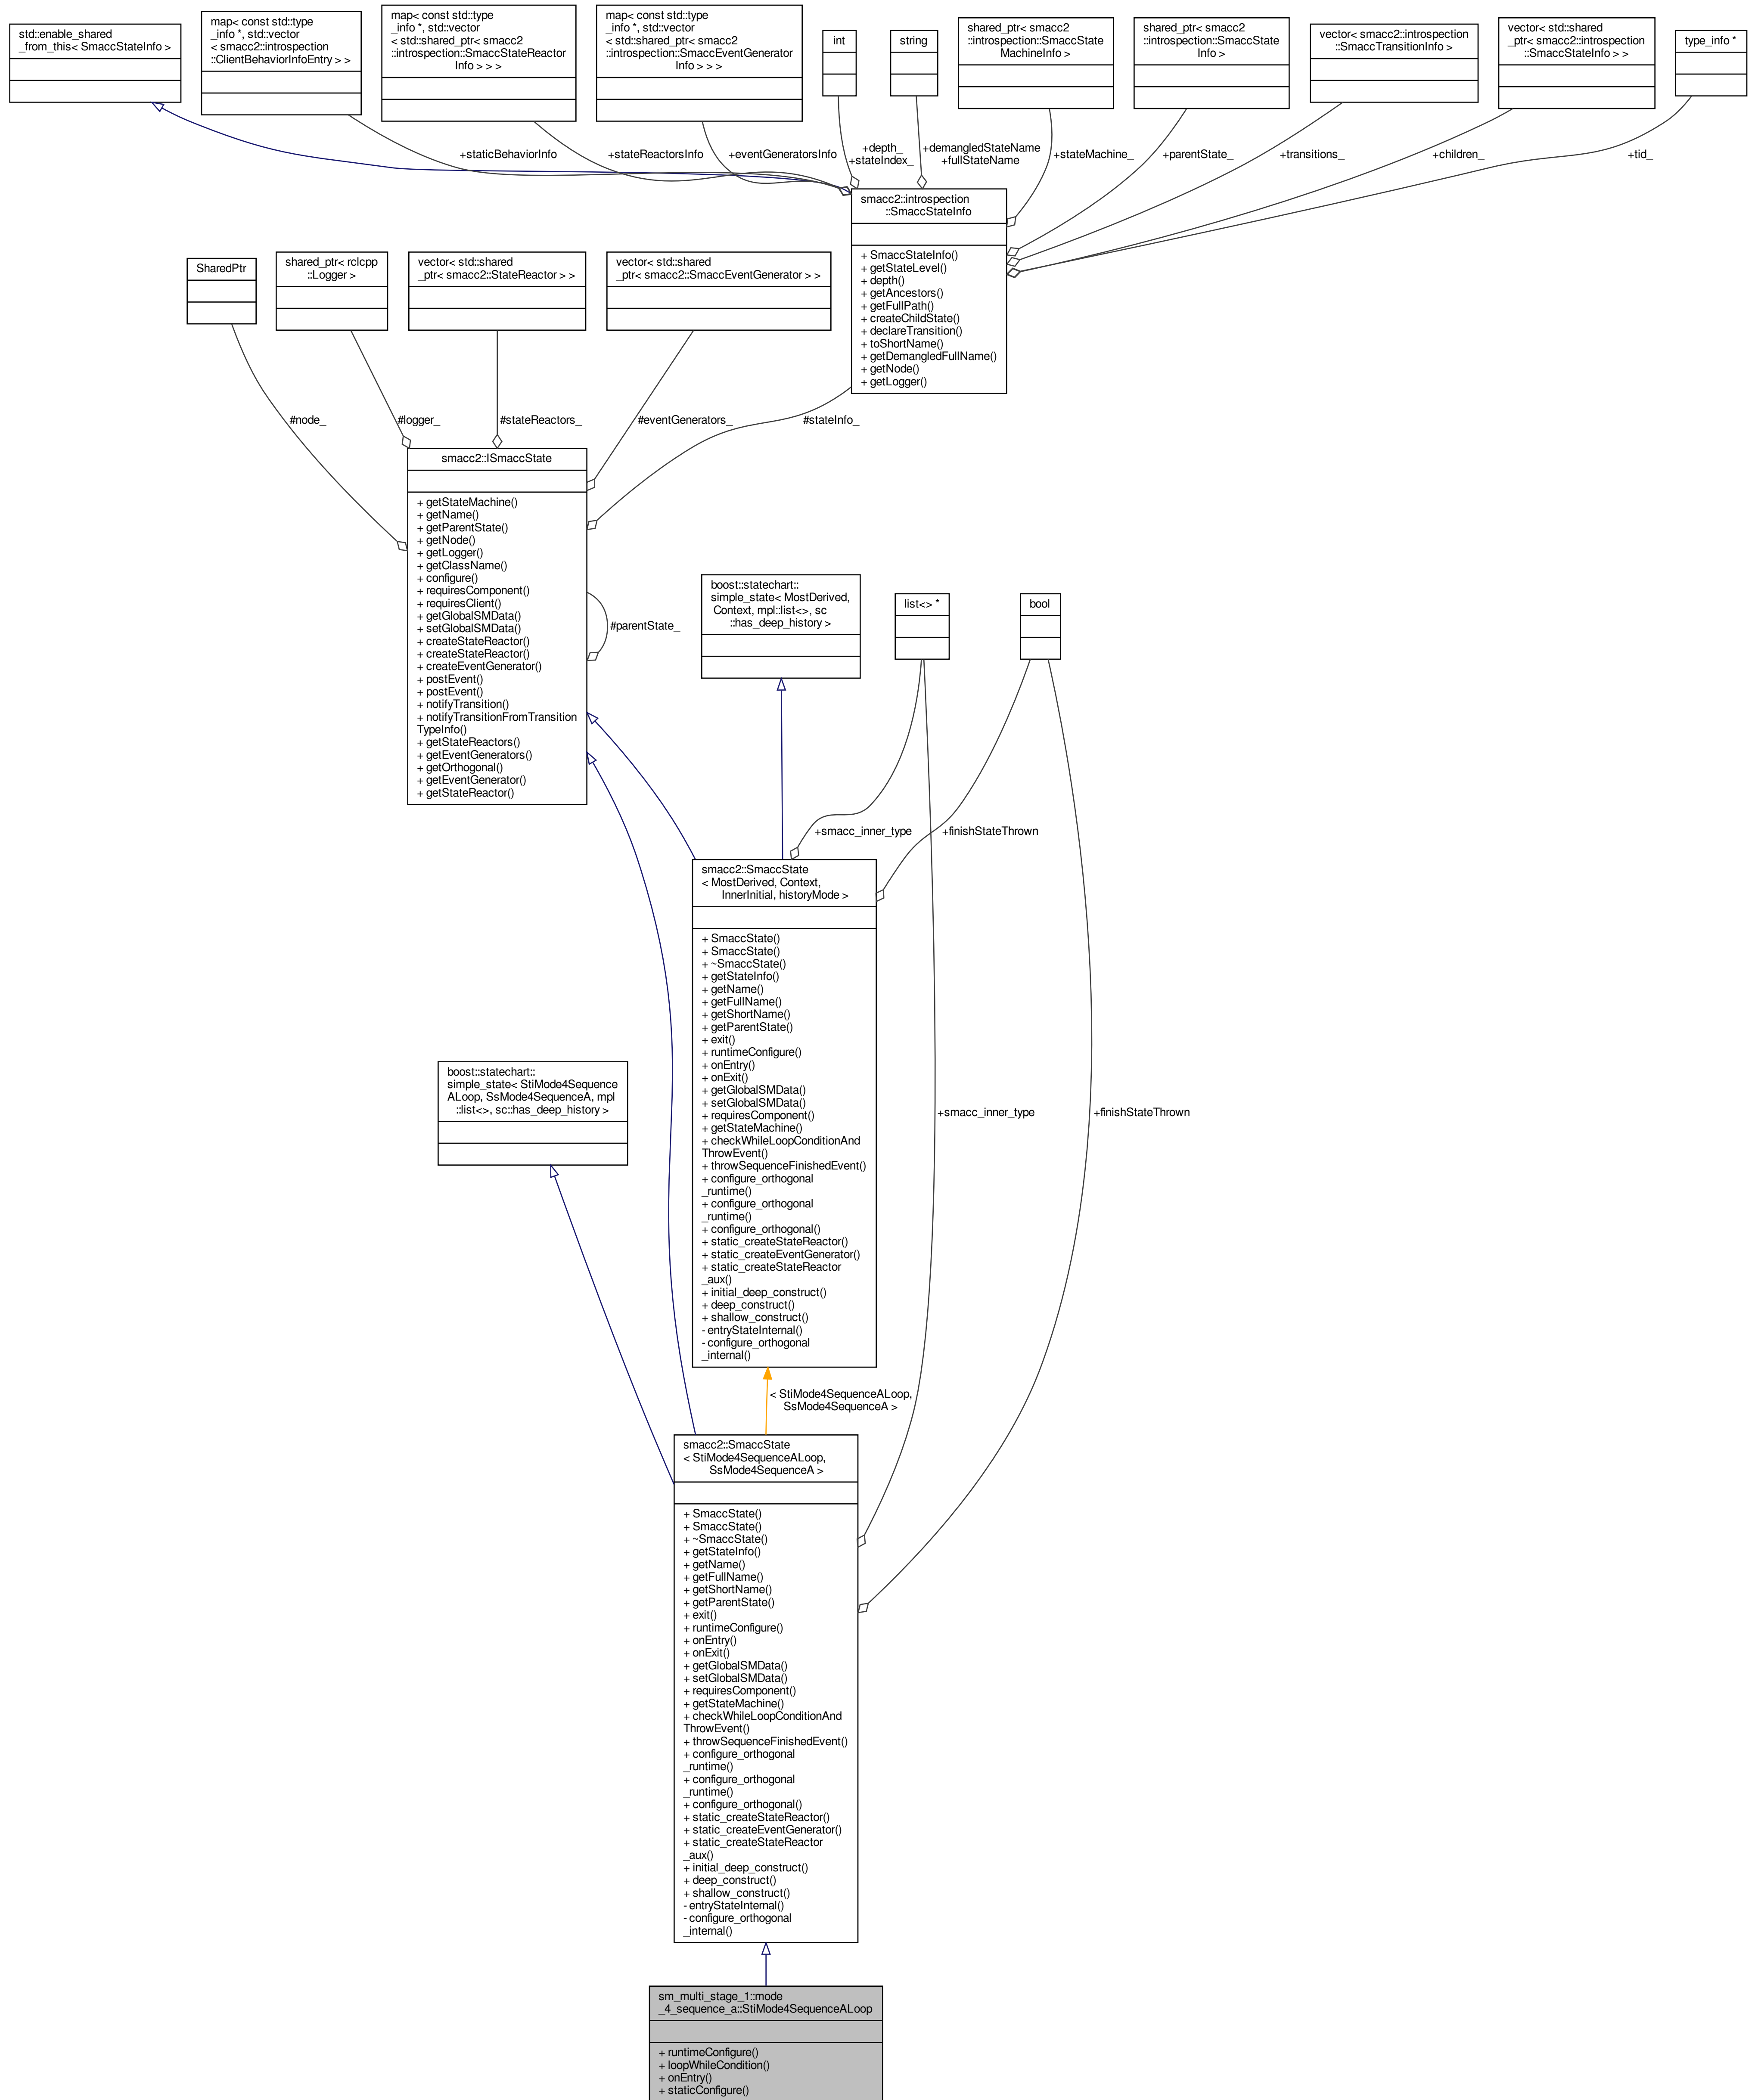 std::enable_shared
_from_this< SmaccStateInfo >
map< const std::type
_info *, std::vector
< smacc2::introspection
::ClientBehaviorInfoEntry > >
map< const std::type
_info *, std::vector
< std::shared_ptr< smacc2
::introspection::SmaccStateReactor
Info > > >
map< const std::type
_info *, std::vector
< std::shared_ptr< smacc2
::introspection::SmaccEventGenerator
Info > > >
int
string
shared_ptr< smacc2
::introspection::SmaccState
MachineInfo >
shared_ptr< smacc2
::introspection::SmaccState
Info >
vector< smacc2::introspection
::SmaccTransitionInfo >
vector< std::shared
_ptr< smacc2::introspection
::SmaccStateInfo > >
type_info *
+staticBehaviorInfo
+stateReactorsInfo
+eventGeneratorsInfo
+depth_
+stateIndex_
+demangledStateName
+fullStateName
+stateMachine_
+parentState_
+transitions_
+children_
+tid_
smacc2::introspection
::SmaccStateInfo
+ SmaccStateInfo()
+ getStateLevel()
+ depth()
+ getAncestors()
+ getFullPath()
+ createChildState()
+ declareTransition()
+ toShortName()
+ getDemangledFullName()
+ getNode()
+ getLogger()
SharedPtr
shared_ptr< rclcpp
::Logger >
vector< std::shared
_ptr< smacc2::StateReactor > >
vector< std::shared
_ptr< smacc2::SmaccEventGenerator > >
#node_
#logger_
#stateReactors_
#eventGenerators_
#stateInfo_
smacc2::ISmaccState
+ getStateMachine()
+ getName()
+ getParentState()
+ getNode()
+ getLogger()
+ getClassName()
+ configure()
+ requiresComponent()
+ requiresClient()
+ getGlobalSMData()
+ setGlobalSMData()
+ createStateReactor()
+ createStateReactor()
+ createEventGenerator()
+ postEvent()
+ postEvent()
+ notifyTransition()
+ notifyTransitionFromTransition
TypeInfo()
+ getStateReactors()
+ getEventGenerators()
+ getOrthogonal()
+ getEventGenerator()
+ getStateReactor()
#parentState_
boost::statechart::
simple_state< MostDerived,
Context, mpl::list<>, sc
::has_deep_history >
list<> *
bool
+smacc_inner_type
+finishStateThrown
smacc2::SmaccState
< MostDerived, Context,
InnerInitial, historyMode >
+ SmaccState()
+ SmaccState()
+ ~SmaccState()
+ getStateInfo()
+ getName()
+ getFullName()
+ getShortName()
+ getParentState()
+ exit()
+ runtimeConfigure()
+ onEntry()
+ onExit()
+ getGlobalSMData()
+ setGlobalSMData()
+ requiresComponent()
+ getStateMachine()
+ checkWhileLoopConditionAnd
ThrowEvent()
+ throwSequenceFinishedEvent()
+ configure_orthogonal
_runtime()
+ configure_orthogonal
_runtime()
+ configure_orthogonal()
+ static_createStateReactor()
+ static_createEventGenerator()
+ static_createStateReactor
_aux()
+ initial_deep_construct()
+ deep_construct()
+ shallow_construct()
- entryStateInternal()
- configure_orthogonal
_internal()
boost::statechart::
simple_state< StiMode4Sequence
ALoop, SsMode4SequenceA, mpl
::list<>, sc::has_deep_history >
+smacc_inner_type
+finishStateThrown
< StiMode4SequenceALoop,
SsMode4SequenceA >
smacc2::SmaccState
< StiMode4SequenceALoop,
SsMode4SequenceA >
+ SmaccState()
+ SmaccState()
+ ~SmaccState()
+ getStateInfo()
+ getName()
+ getFullName()
+ getShortName()
+ getParentState()
+ exit()
+ runtimeConfigure()
+ onEntry()
+ onExit()
+ getGlobalSMData()
+ setGlobalSMData()
+ requiresComponent()
+ getStateMachine()
+ checkWhileLoopConditionAnd
ThrowEvent()
+ throwSequenceFinishedEvent()
+ configure_orthogonal
_runtime()
+ configure_orthogonal
_runtime()
+ configure_orthogonal()
+ static_createStateReactor()
+ static_createEventGenerator()
+ static_createStateReactor
_aux()
+ initial_deep_construct()
+ deep_construct()
+ shallow_construct()
- entryStateInternal()
- configure_orthogonal
_internal()
sm_multi_stage_1::mode
_4_sequence_a::StiMode4SequenceALoop
+ runtimeConfigure()
+ loopWhileCondition()
+ onEntry()
+ staticConfigure()